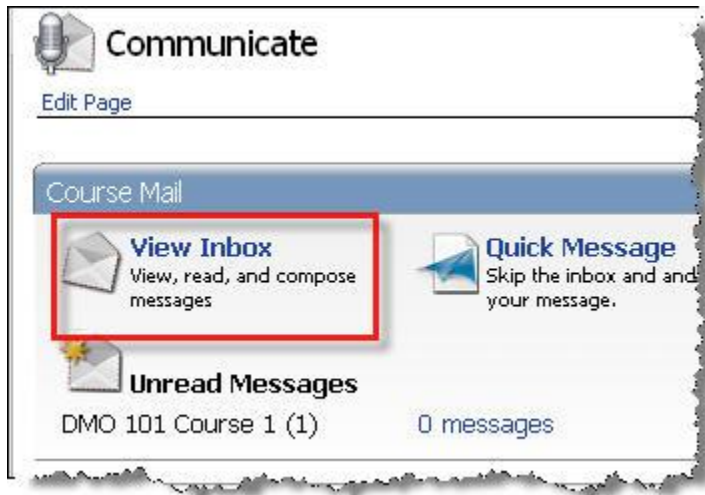 Communicate
Edit Page
Course Mail
View Inbox
View, read, and compose
messages
Quick Message
Skip the inbox and and
your message.
Unread Messages
DMO 101 Course 1 (1)
0 messages